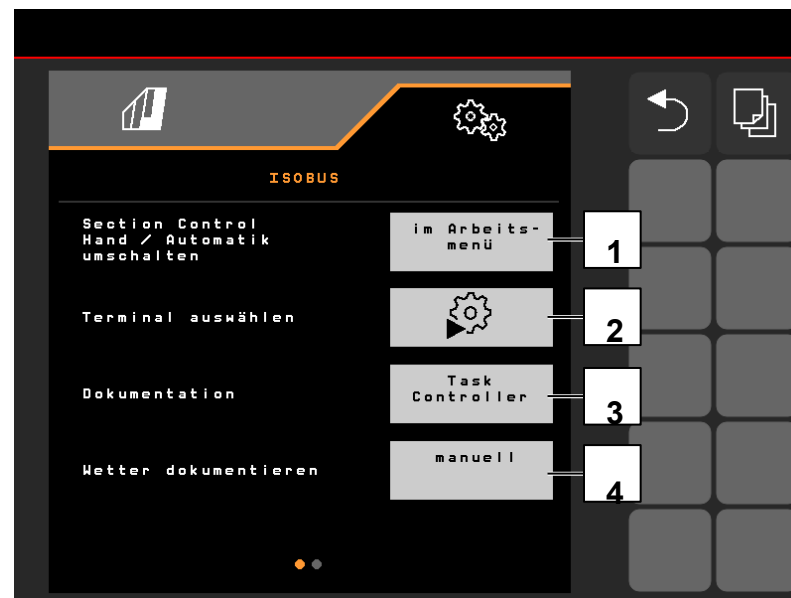 ISOBUS
Section Control
Hand / Automatik
umschalten
im Arbeits-
menü
1
Terminal auswählen
2
Dokumentation
Task
Controller
3
Wetter dokumentieren
manuell
4